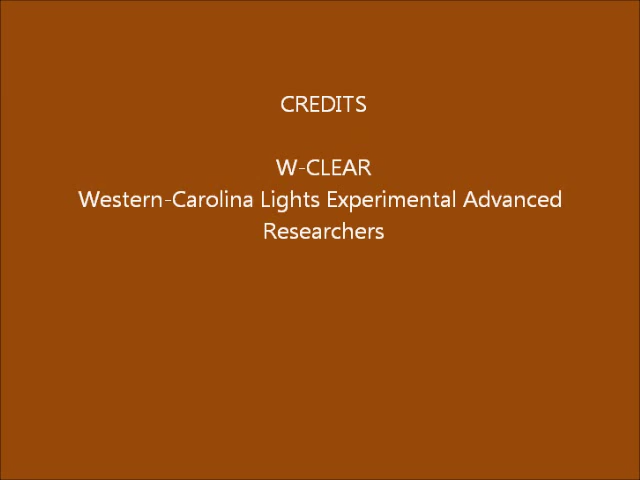 CREDITS
W-CLEAR
Western-Carolina Lights Experimental Advanced
Researchers